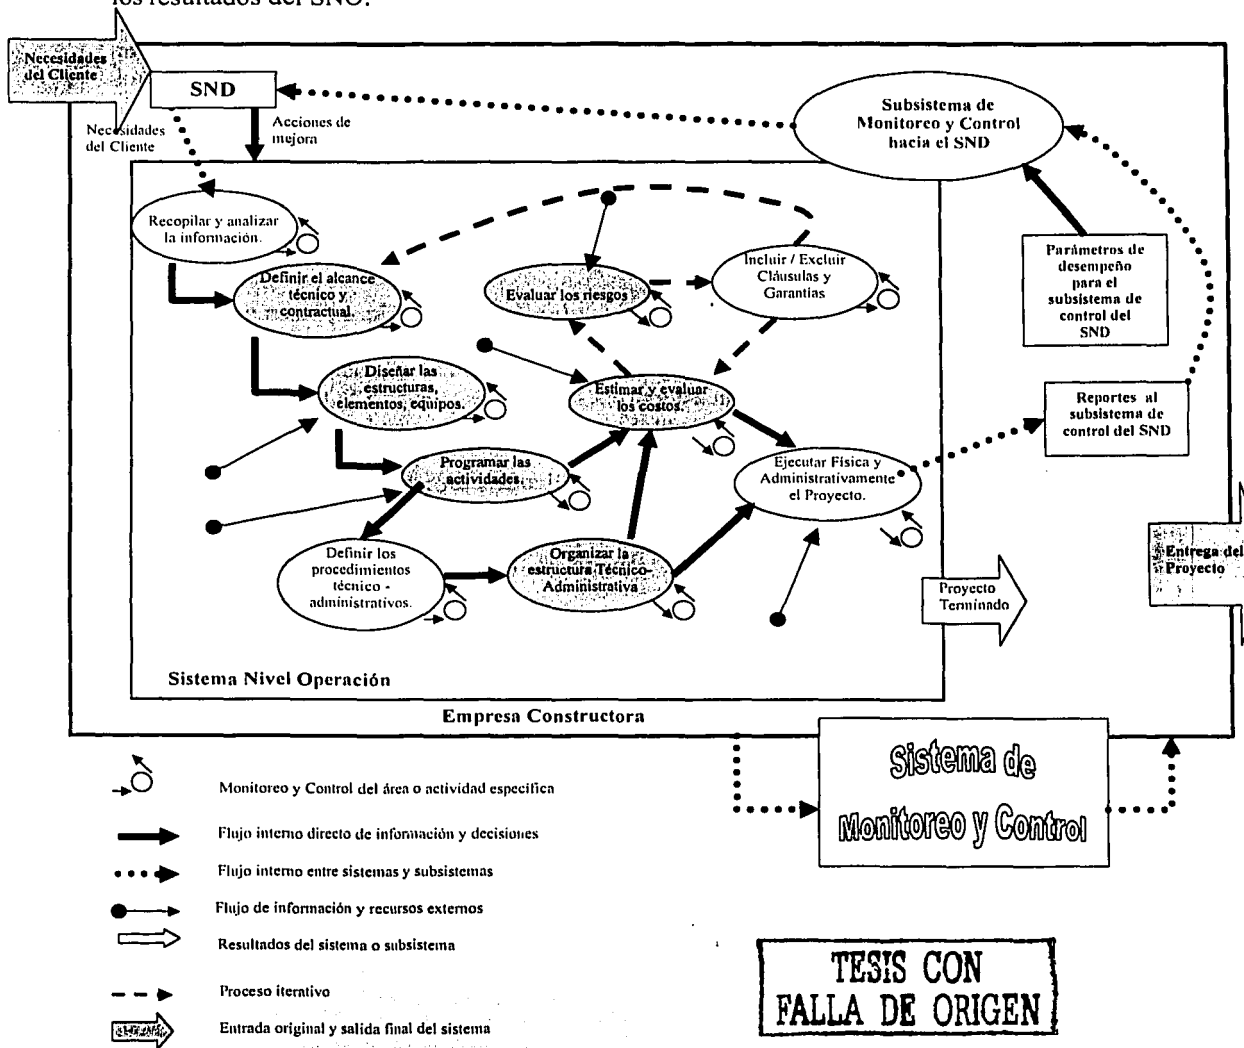 los resultados del SNO.
Necesidades
del Cliente
SND
Necesidades
del Cliente
Acciones de
mejora
Subsistema de
Monitoreo y Control
hacia el SND
Recopilar y analizar
la información.
Definir el alcance
técnico y
contractual.
Evaluar los riesgos
Incluir / Excluir
Cláusulas y
Garantías
Parámetros de
desempeño
para el
subsistema de
control del
SND
Diseñar las
estructuras,
elementos, equipos.
Estimar y evaluar
los costos.
Reportes al
subsistema de
control del SND
Programar las
actividades.
Ejecutar Física y
Administrativamente
el Proyecto.
Definir los
procedimientos
técnico -
administrativos.
Organizar la
estructura Técnico-
Administrativa
Proyecto
Terminado
Entrega del
Proyecto
Sistema Nivel Operación
Empresa Constructora
Sistema de
Monitoreo y Control
Monitoreo y Control del área o actividad especifica
Flujo interno directo de información y decisiones
Flujo interno entre sistemas y subsistemas
Flujo de información y recursos externos
Resultados del sistema o subsistema
Proceso iterativo
Entrada original y salida final del sistema
TESIS CON
FALLA DE ORIGEN